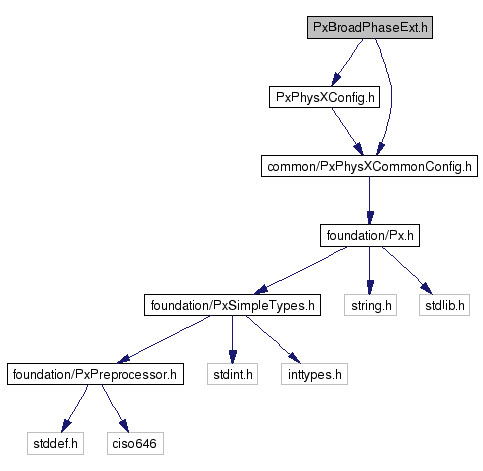 PxBroadPhaseExt.h
PxPhysXConfig.h
common/PxPhysXCommonConfig.h
foundation/Px.h
foundation/PxSimpleTypes.h
string.h
stdlib.h
foundation/PxPreprocessor.h
stdint.h
inttypes.h
stddef.h
ciso646